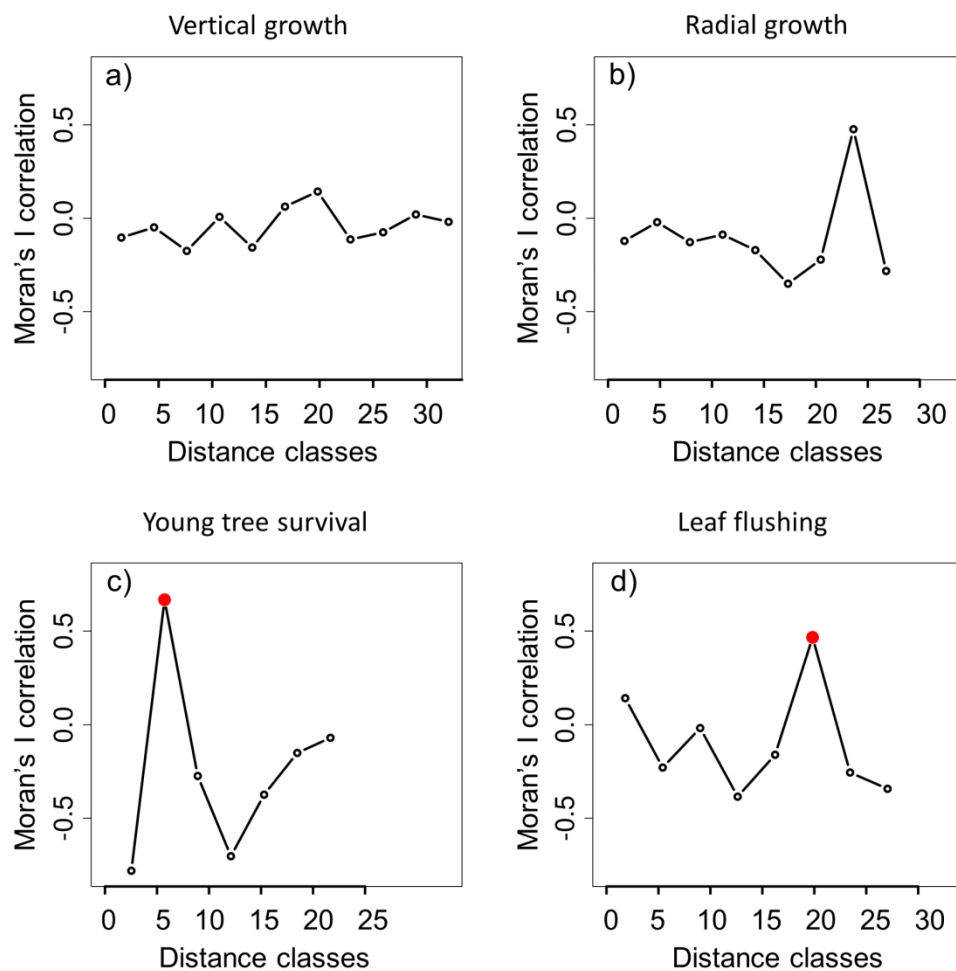 Vertical growth
a)
Moran's I correlation
0.5
0.0
-0.5
0 5 10 15 20 25 30
Distance classes
Radial growth
b)
Moran's I correlation
0.5
0.0
-0.5
0 5 10 15 20 25 30
Distance classes
Young tree survival
c)
Moran's I correlation
0.5
0.0
-0.5
0 5 10 15 20 25
Distance classes
Leaf flushing
d)
Moran's I correlation
0.5
0.0
-0.5
0 5 10 15 20 25 30
Distance classes